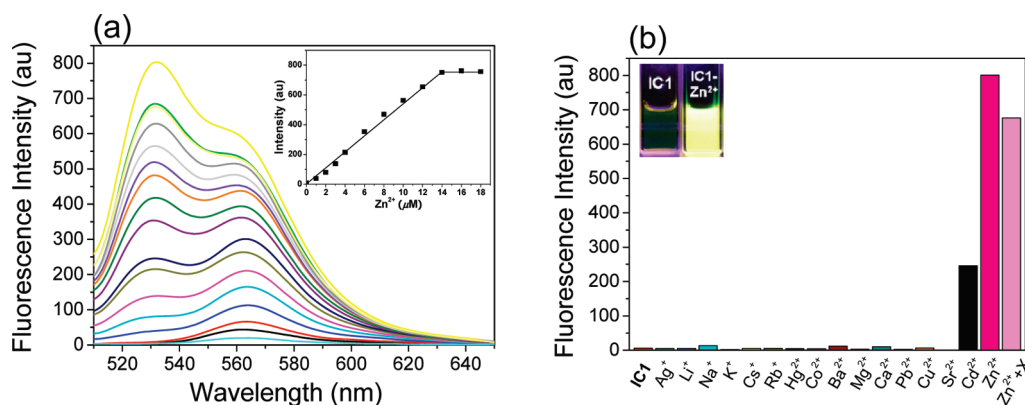 (a)
Fluorescence Intensity (au)
800
700
600
500
400
300
200
100
0
520 540 560 580 600 620 640
Wavelength (nm)
Intensity (au)
800
600
400
200
0
0 2 4 6 8 10 12 14 16 18
Zn²⁺ (μM)
(b)
Fluorescence Intensity (au)
800
700
600
500
400
300
200
100
0
IC1
IC1-
Zn²⁺
IC1 Ag⁺ Li⁺ Na⁺ K⁺ Cs⁺ Rb⁺ Hg²⁺ Co²⁺ Ba²⁺ Mg²⁺ Ca²⁺ Pb²⁺ Cu²⁺ Sr²⁺ Cd²⁺ Zn²⁺ Zn²⁺+X